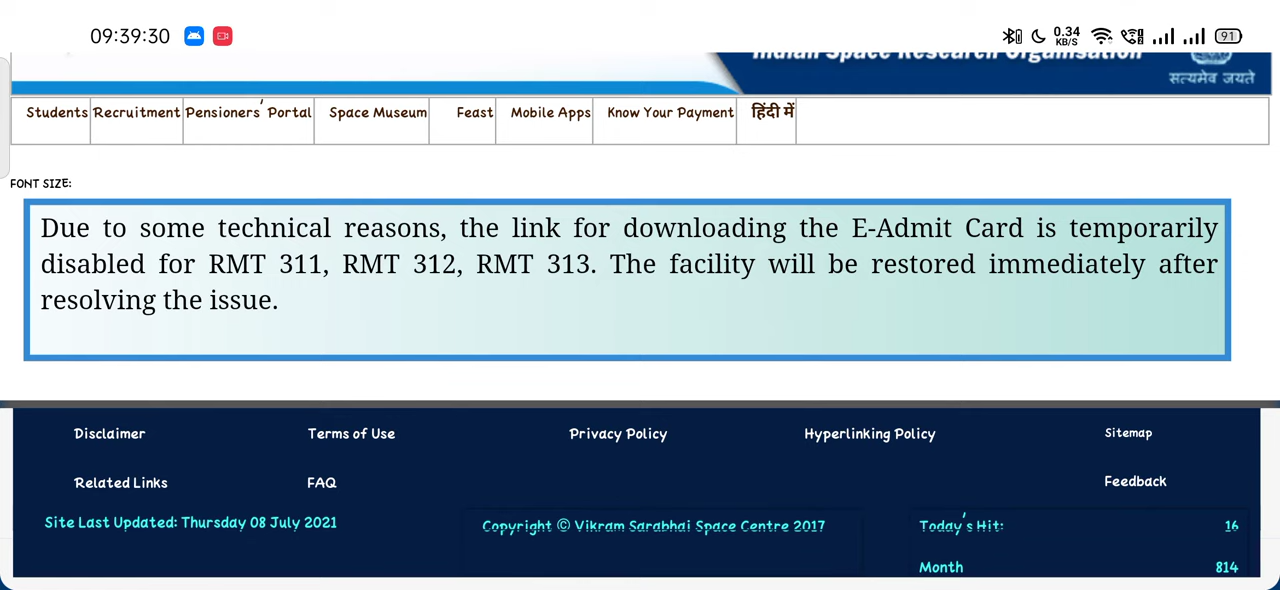 09:39:30 0.34 KB/S 91
Indian Space Research Organisation
सत्यमेव जयते
Students Recruitment Pensioners' Portal Space Museum Feast Mobile Apps Know Your Payment हिंदी में
FONT SIZE:
Due to some technical reasons, the link for downloading the E-Admit Card is temporarily
disabled for RMT 311, RMT 312, RMT 313. The facility will be restored immediately after
resolving the issue.
Disclaimer Terms of Use Privacy Policy Hyperlinking Policy Sitemap
Related Links FAQ Feedback
Site Last Updated: Thursday 08 July 2021 Copyright © Vikram Sarabhai Space Centre 2017 Today's Hit: 16
Month 814